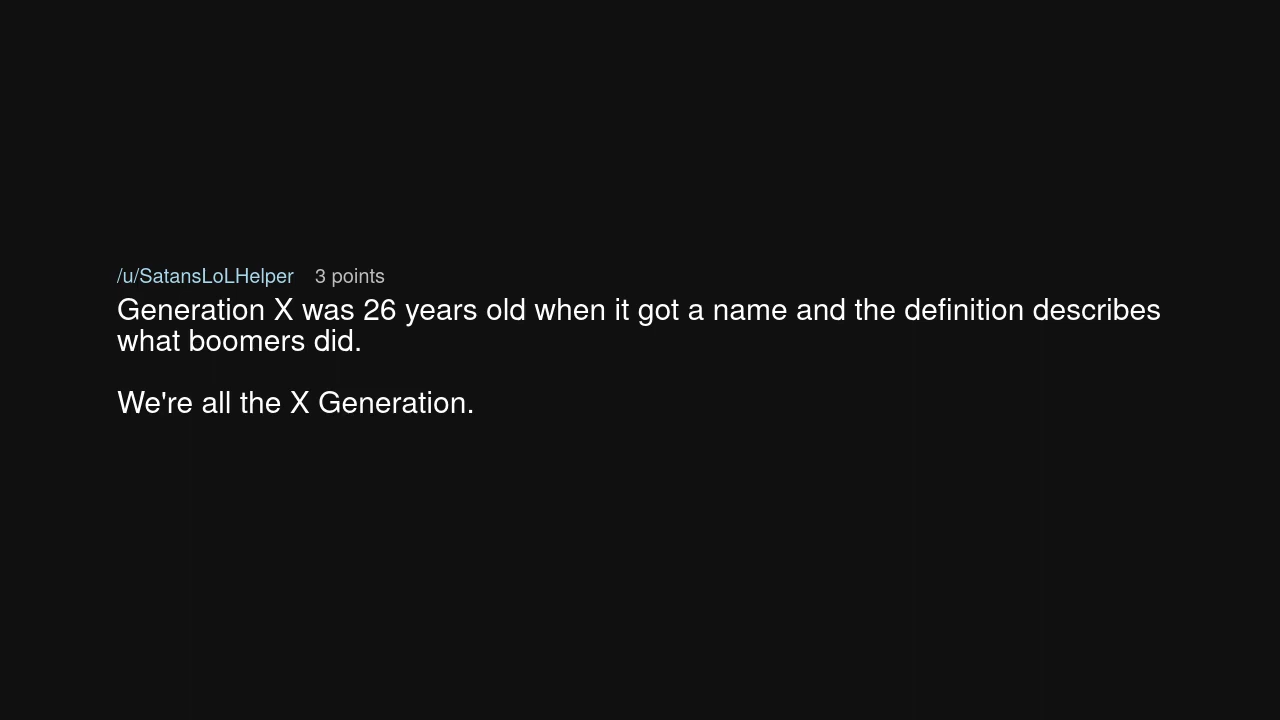 /u/SatansLoLHelper 3 points
Generation X was 26 years old when it got a name and the definition describes
what boomers did.
We're all the X Generation.